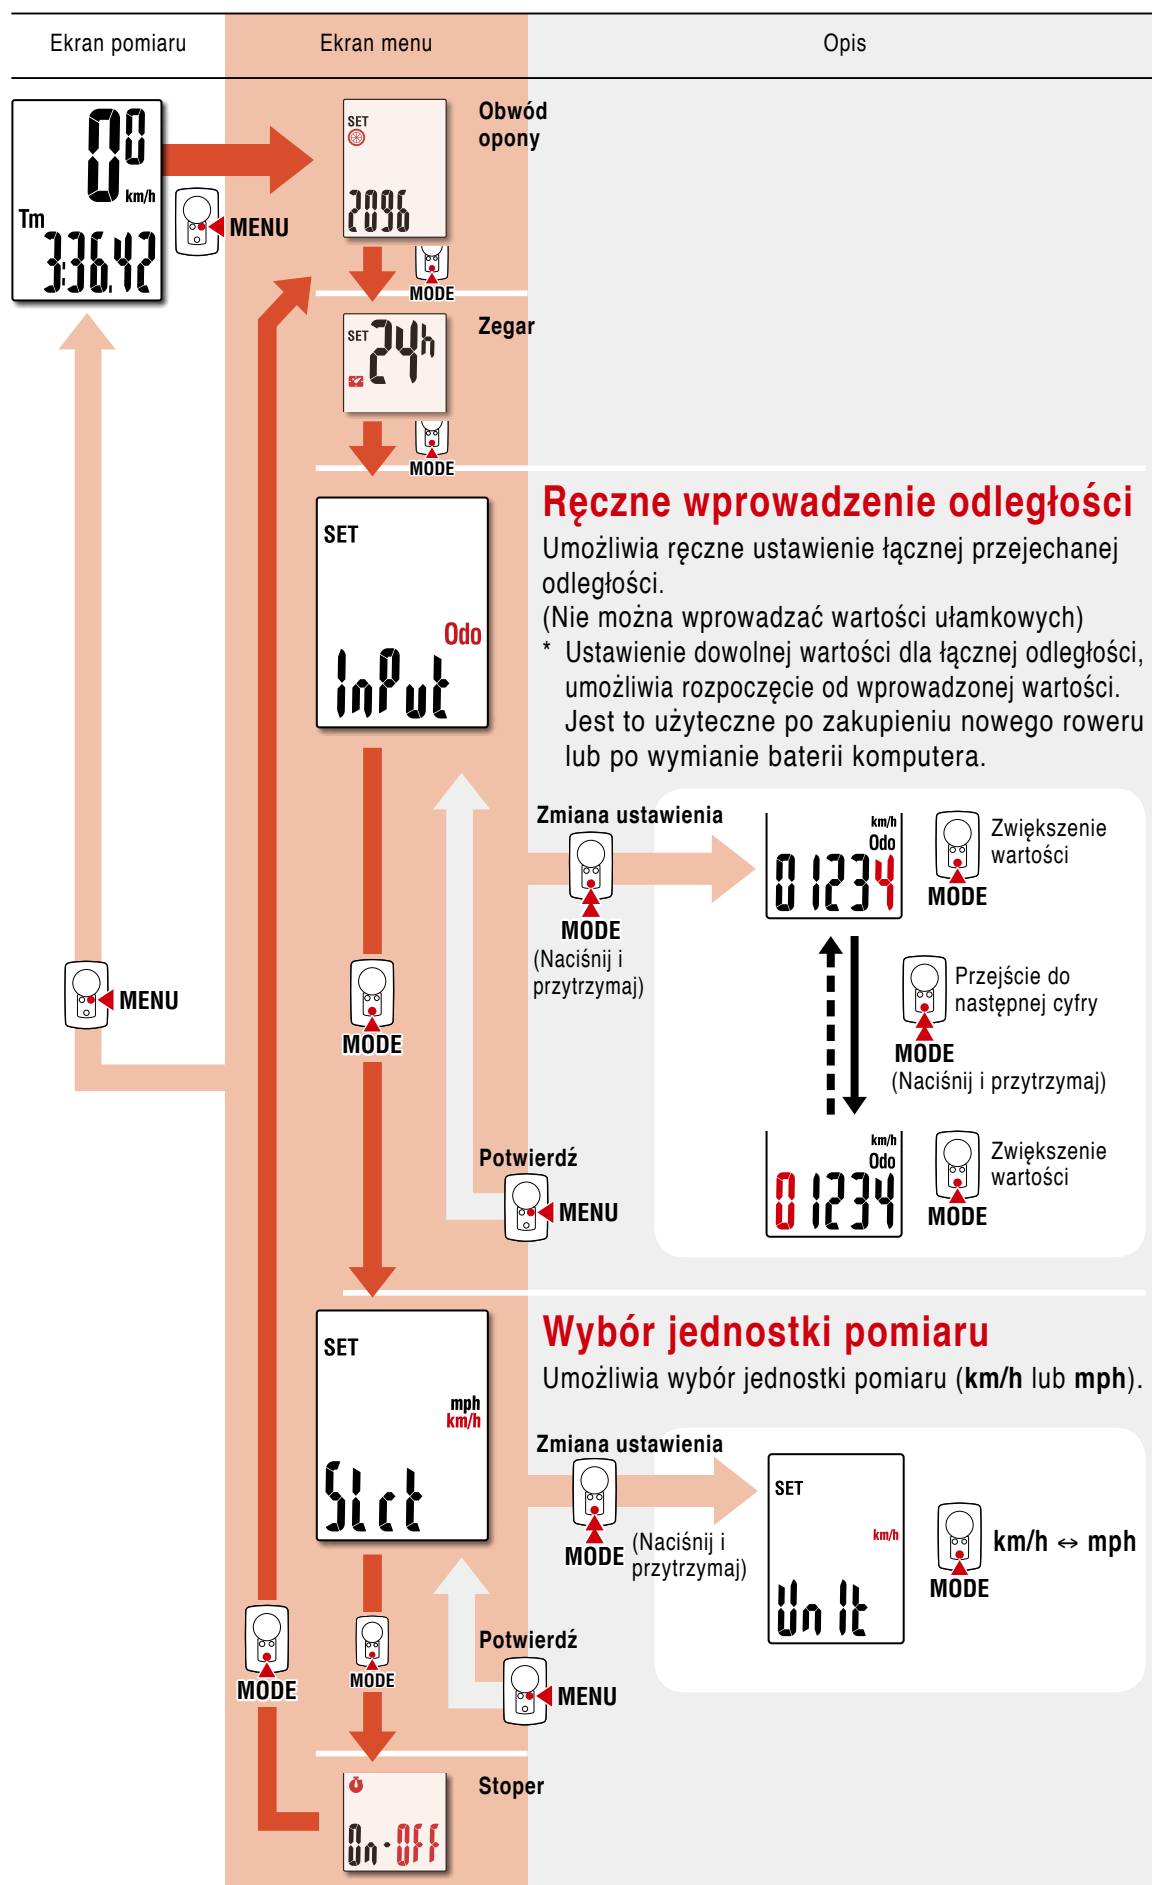 Ekran pomiaru
Ekran menu
Opis
0 0
km/h
Tm
3:36.42
MENU
SET
2096
Obwód
opony
MODE
SET
24h
Zegar
MODE
SET
Odo
InPut
Ręczne wprowadzenie odległości
Umożliwia ręczne ustawienie łącznej przejechanej
odległości.
(Nie można wprowadzać wartości ułamkowych)
* Ustawienie dowolnej wartości dla łącznej odległości,
umożliwia rozpoczęcie od wprowadzonej wartości.
Jest to użyteczne po zakupieniu nowego roweru
lub po wymianie baterii komputera.
Zmiana ustawienia
MODE
(Naciśnij i
przytrzymaj)
km/h
Odo
01234
MODE
Zwiększenie
wartości
MENU
MODE
Przejście do
następnej cyfry
MODE
(Naciśnij i przytrzymaj)
Potwierdź
MENU
km/h
Odo
01234
MODE
Zwiększenie
wartości
Wybór jednostki pomiaru
Umożliwia wybór jednostki pomiaru (km/h lub mph).
SET
mph
km/h
Slct
Zmiana ustawienia
MODE
(Naciśnij i
przytrzymaj)
SET
km/h
Unit
MODE
km/h ⇔ mph
MODE
MODE
Potwierdź
MENU
On-OFF
Stoper